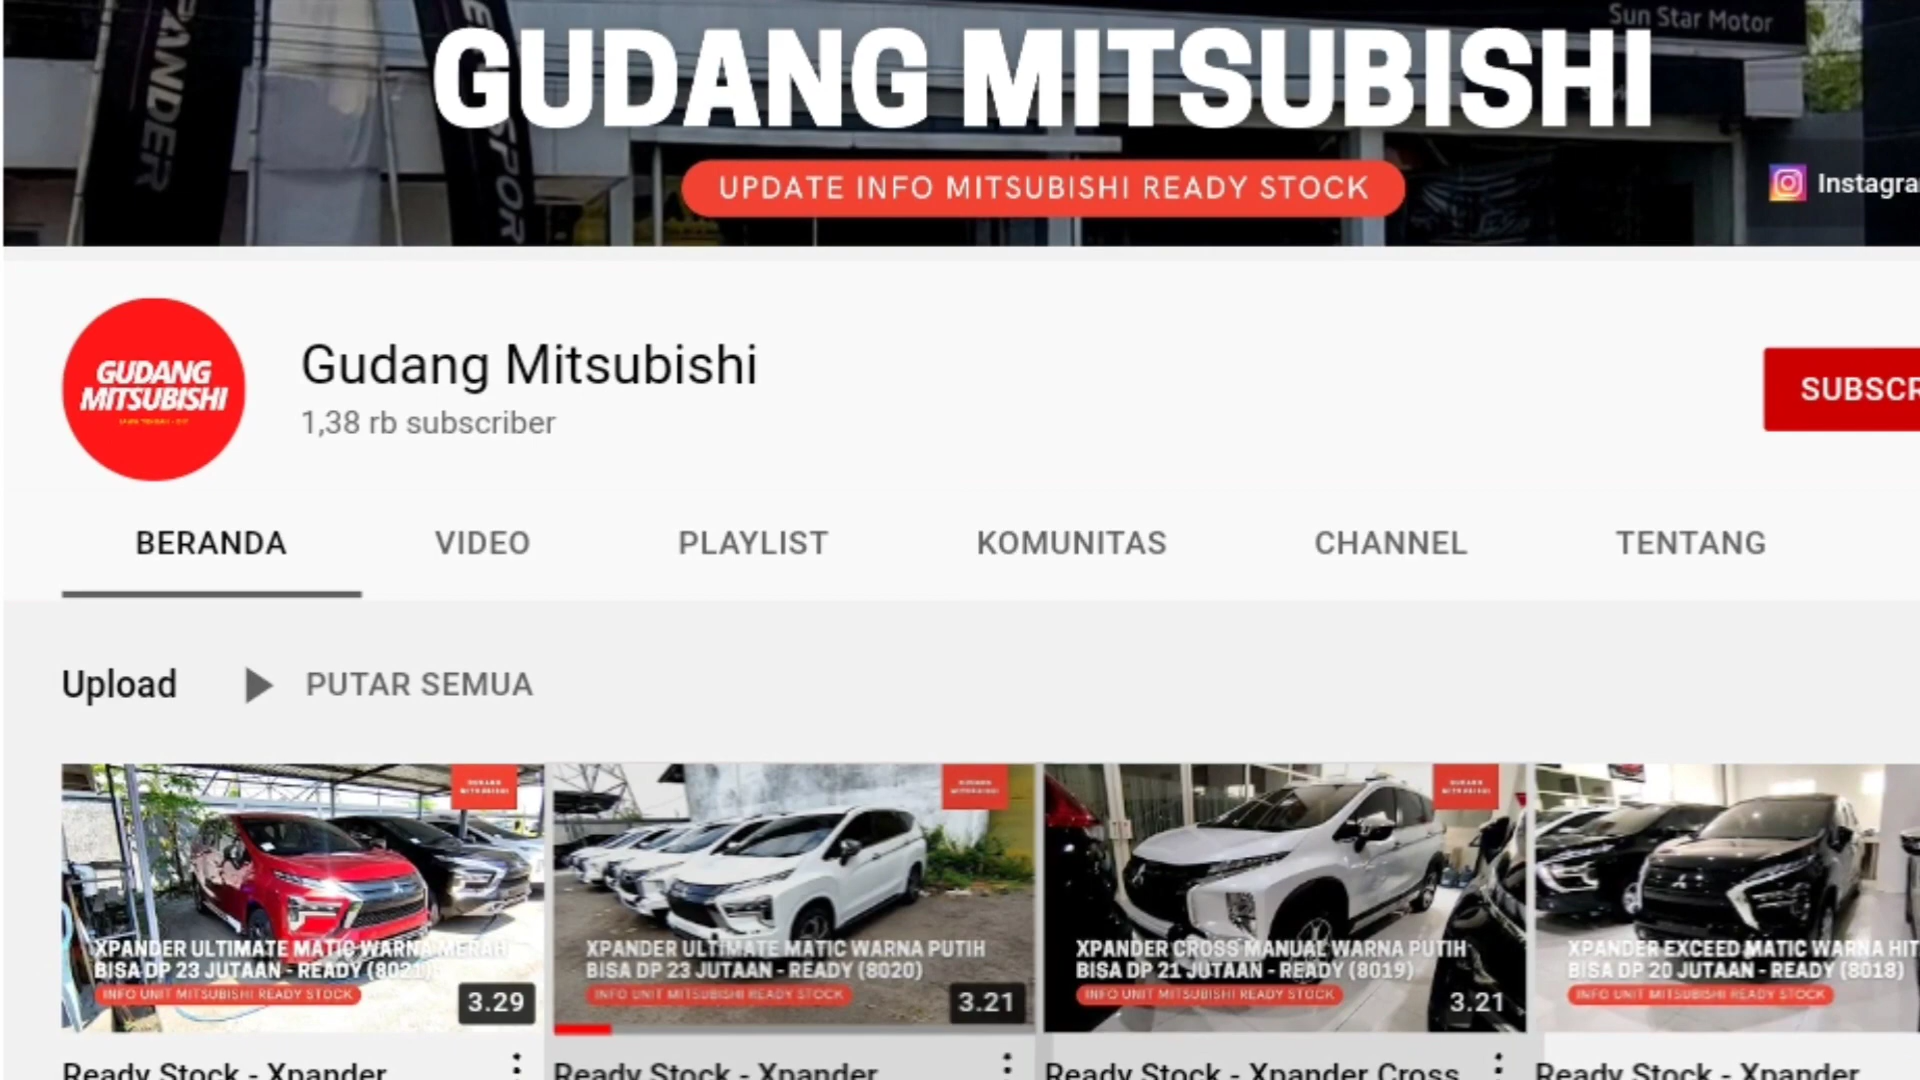 XPANDER
Sun Star Motor
GUDANG MITSUBISHI
UPDATE INFO MITSUBISHI READY STOCK
Instagra
GUDANG
MITSUBISHI
Gudang Mitsubishi
1,38 rb subscriber
SUBSCR
BERANDA
VIDEO
PLAYLIST
KOMUNITAS
CHANNEL
TENTANG
Upload
PUTAR SEMUA
XPANDER ULTIMATE MATIC WARNA MERAH
BISA DP 23 JUTAAN - READY (8021)
INFO UNIT MITSUBISHI READY STOCK
3.29
XPANDER ULTIMATE MATIC WARNA PUTIH
BISA DP 23 JUTAAN - READY (8020)
INFO UNIT MITSUBISHI READY STOCK
3.21
XPANDER CROSS MANUAL WARNA PUTIH
BISA DP 21 JUTAAN - READY (8019)
INFO UNIT MITSUBISHI READY STOCK
3.21
XPANDER EXCEED MATIC WARNA HIT
BISA DP 20 JUTAAN - READY (8018)
INFO UNIT MITSUBISHI READY STOCK
Ready Stock - Xpander
Ready Stock - Xpander
Ready Stock - Xpander Cross
Ready Stock - Xpander